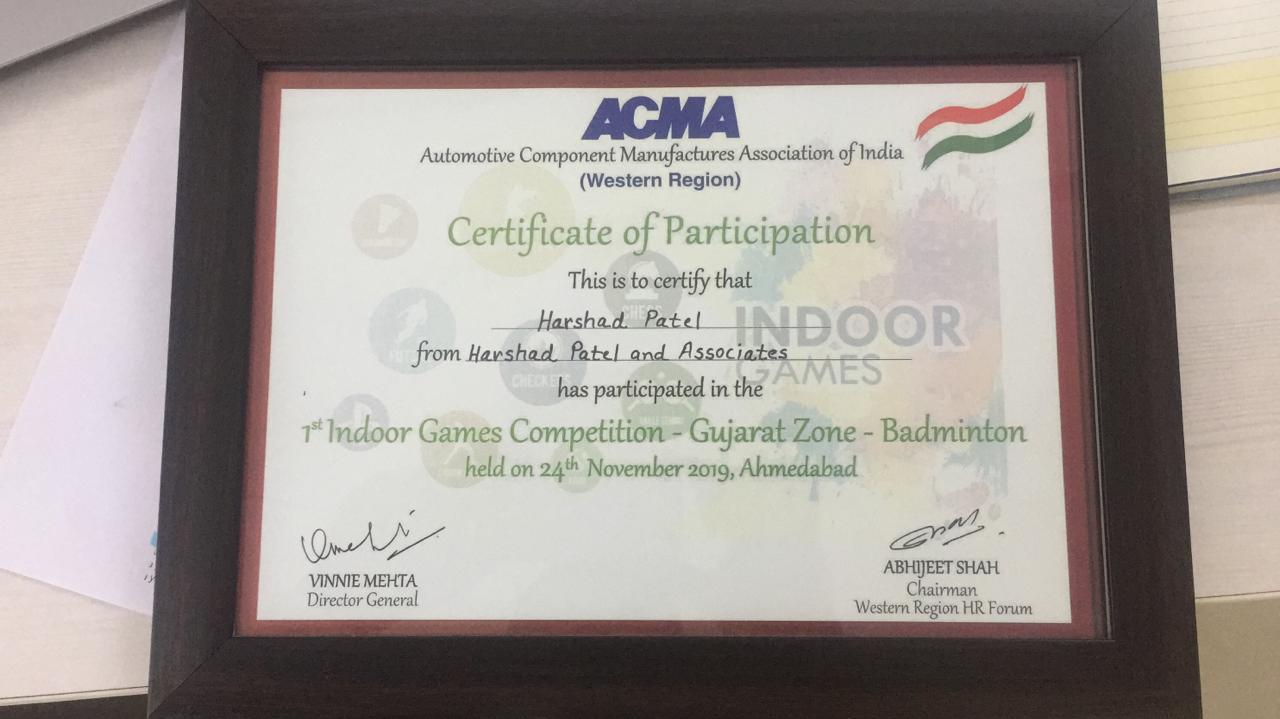 ACMA
Automotive Component Manufactures Association of India
(Western Region)
Certificate of Participation
This is to certify that
Harshad Patel
from Harshad Patel and Associates
has participated in the
1st Indoor Games Competition - Gujarat Zone - Badminton
held on 24th November 2019, Ahmedabad
CHESS
INDOOR
GAMES
CHECKERS
VINNIE MEHTA
Director General
ABHIJEET SHAH
Chairman
Western Region HR Forum